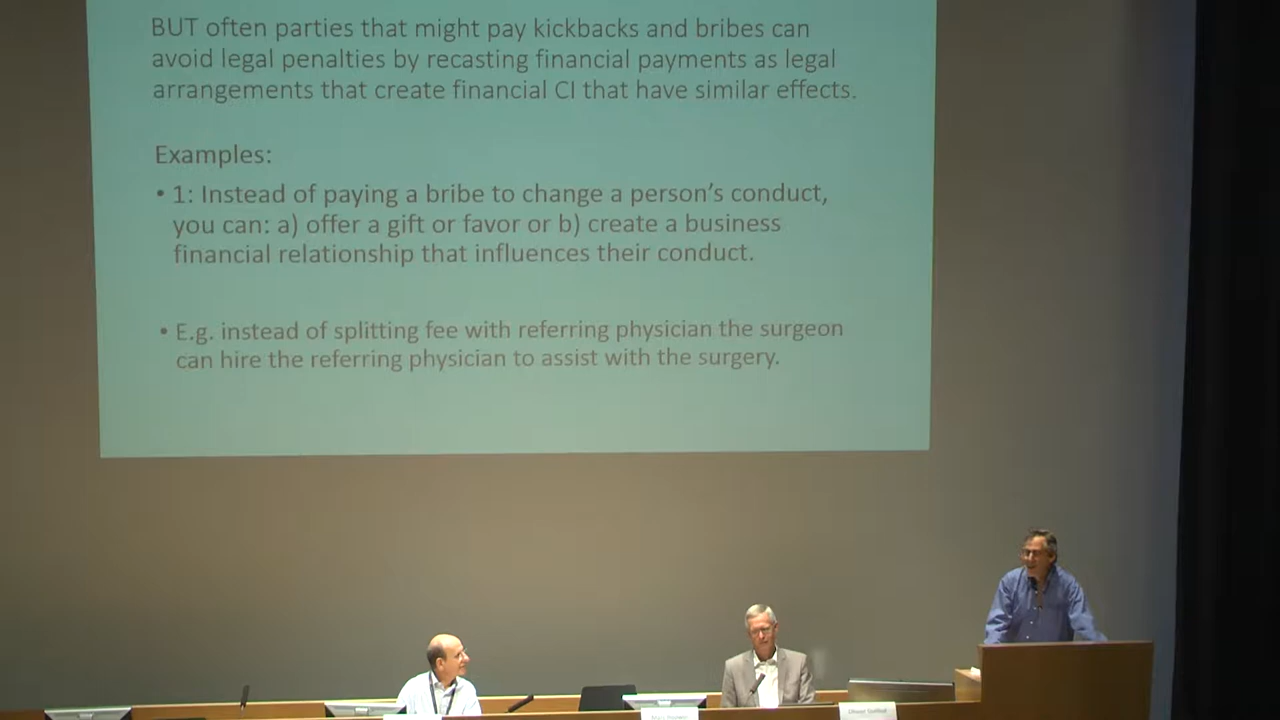 BUT often parties that might pay kickbacks and bribes can
avoid legal penalties by recasting financial payments as legal
arrangements that create financial CI that have similar effects.
Examples:
• 1: Instead of paying a bribe to change a person's conduct,
you can: a) offer a gift or favor or b) create a business
financial relationship that influences their conduct.
• E.g. instead of splitting fee with referring physician the surgeon
can hire the referring physician to assist with the surgery.